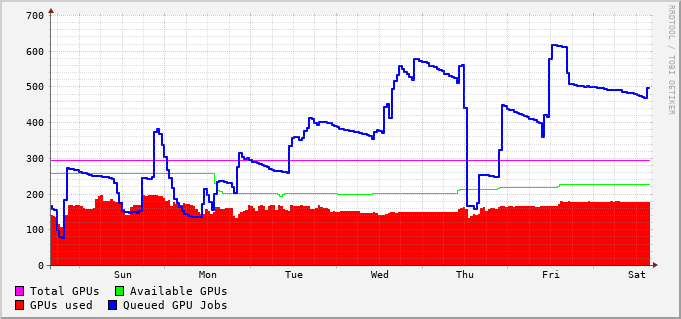 700
600
500
400
300
200
100
0
Sun Mon Tue Wed Thu Fri Sat
Total GPUs Available GPUs
GPUs used Queued GPU Jobs
RRDTOOL / TOBI OETIKER